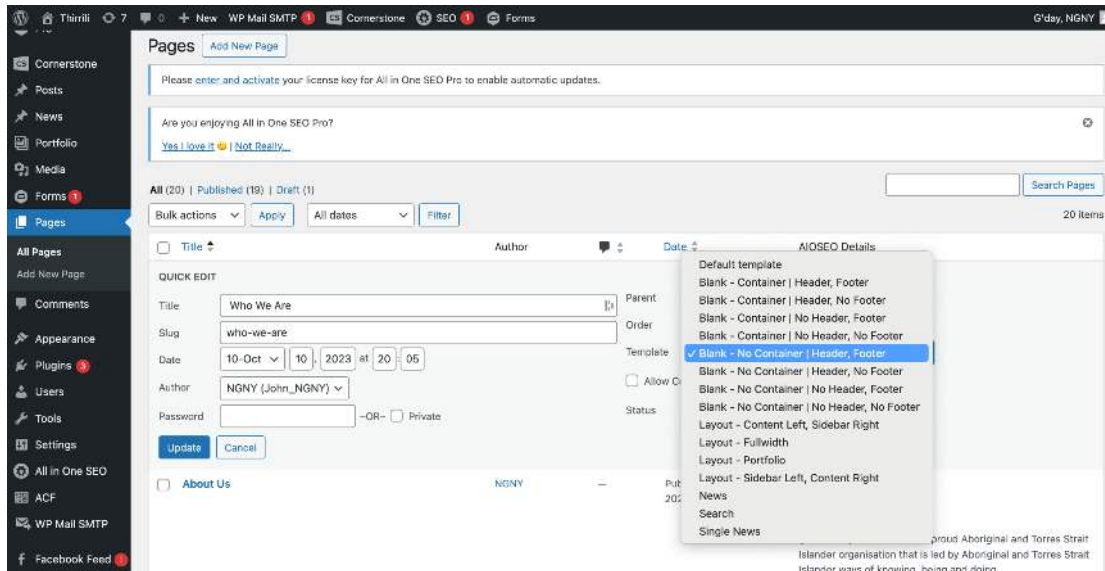 Thirrili 7 0 + New WP Mail SMTP 1 Cornerstone SEO 1 Forms G'day, NGNY
Cornerstone
Posts
News
Portfolio
Media
Forms 1
Pages
All Pages
Add New Page
Comments
Appearance
Plugins 3
Users
Tools
Settings
All in One SEO
ACF
WP Mail SMTP
Facebook Feed
Pages Add New Page
Please enter and activate your license key for All in One SEO Pro to enable automatic updates.
Are you enjoying All in One SEO Pro?
Yes I love it | Not Really...
All (20) | Published (19) | Draft (1)
Search Pages
Bulk actions Apply All dates Filter 20 items
Title Author Date AIOSEO Details
QUICK EDIT
Title Who We Are
Slug who-we-are
Date 10-Oct 10 , 2023 at 20 : 05
Author NGNY (John_NGNY)
Password –OR– Private
Update Cancel
Parent
Order
Template
Allow C
Status
Default template
Blank - Container | Header, Footer
Blank - Container | Header, No Footer
Blank - Container | No Header, Footer
Blank - Container | No Header, No Footer
✓ Blank - No Container | Header, Footer
Blank - No Container | Header, No Footer
Blank - No Container | No Header, Footer
Blank - No Container | No Header, No Footer
Layout - Content Left, Sidebar Right
Layout - Fullwidth
Layout - Portfolio
Layout - Sidebar Left, Content Right
News
Search
Single News
About Us NGNY — Pub
202
proud Aboriginal and Torres Strait
Islander organisation that is led by Aboriginal and Torres Strait
Islander ways of knowing, being and doing